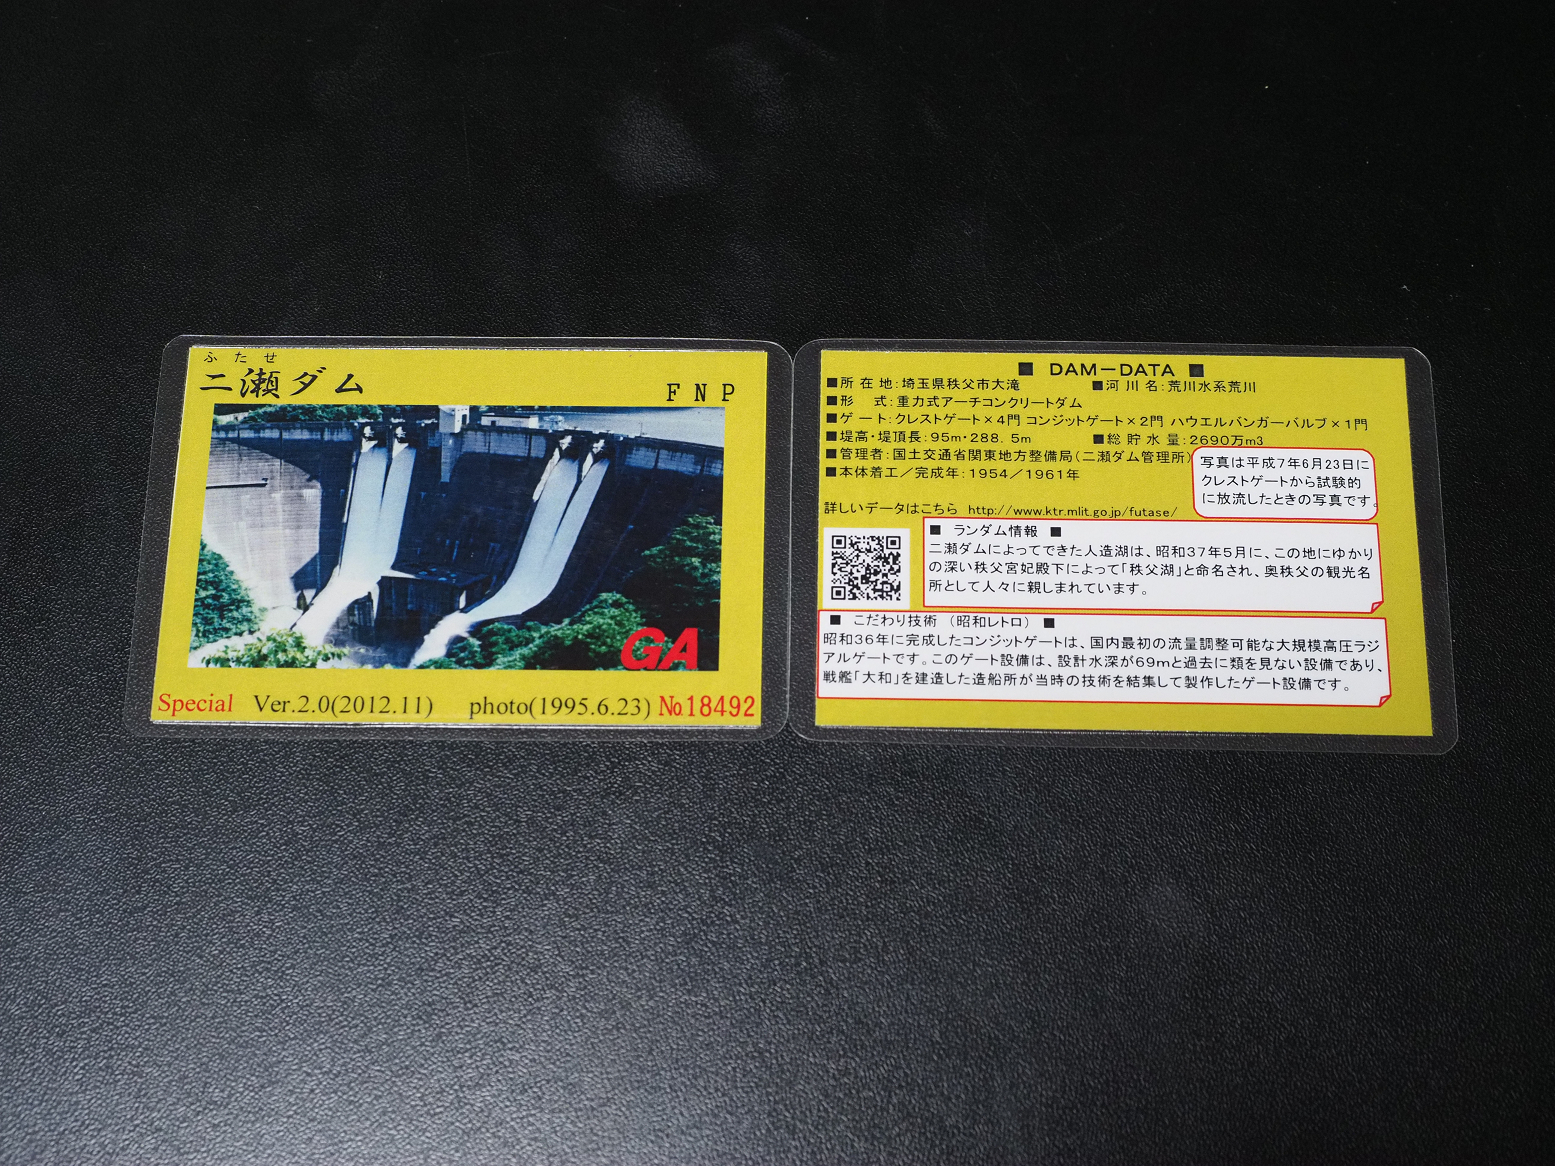 ふたせ
二瀬ダム
FNP
GA
Special Ver.2.0(2012.11) photo(1995.6.23) №18492
■ DAM－DATA ■
■所在地:埼玉県秩父市大滝 ■河川名:荒川水系荒川
■形　式:重力式アーチコンクリートダム
■ゲート:クレストゲート×4門 コンジットゲート×2門 ハウエルバンガーバルブ×1門
■堤高・堤頂長:95m・288.5m ■総貯水量:2690万m3
■管理者:国土交通省関東地方整備局(二瀬ダム管理所)
■本体着工／完成年:1954／1961年
写真は平成7年6月23日に
クレストゲートから試験的
に放流したときの写真です。
詳しいデータはこちら http://www.ktr.mlit.go.jp/futase/
■ ランダム情報 ■
二瀬ダムによってできた人造湖は、昭和37年5月に、この地にゆかり
の深い秩父宮妃殿下によって「秩父湖」と命名され、奥秩父の観光名
所として人々に親しまれています。
■ こだわり技術 （昭和レトロ） ■
昭和36年に完成したコンジットゲートは、国内最初の流量調整可能な大規模高圧ラジ
アルゲートです。このゲート設備は、設計水深が69mと過去に類を見ない設備であり、
戦艦「大和」を建造した造船所が当時の技術を結集して製作したゲート設備です。